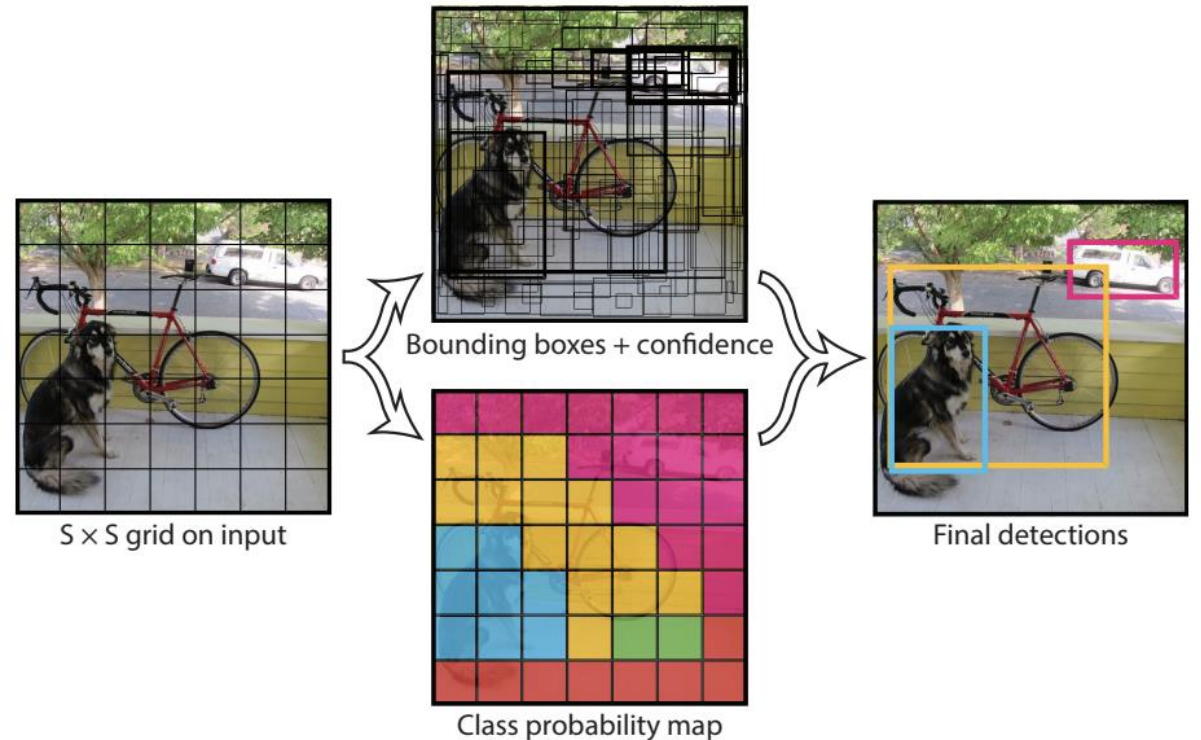 Bounding boxes + confidence
S × S grid on input
Final detections
Class probability map